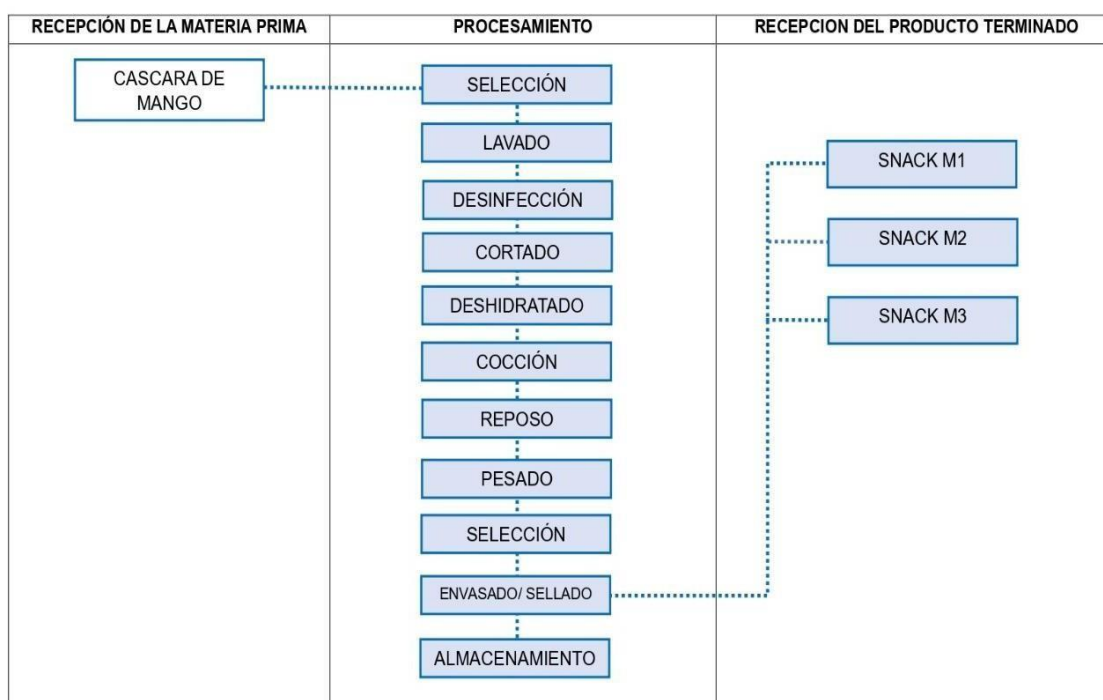 RECEPCIÓN DE LA MATERIA PRIMA
PROCESAMIENTO
RECEPCION DEL PRODUCTO TERMINADO
CASCARA DE
MANGO
SELECCIÓN
LAVADO
DESINFECCIÓN
CORTADO
DESHIDRATADO
COCCIÓN
REPOSO
PESADO
SELECCIÓN
ENVASADO/ SELLADO
ALMACENAMIENTO
SNACK M1
SNACK M2
SNACK M3